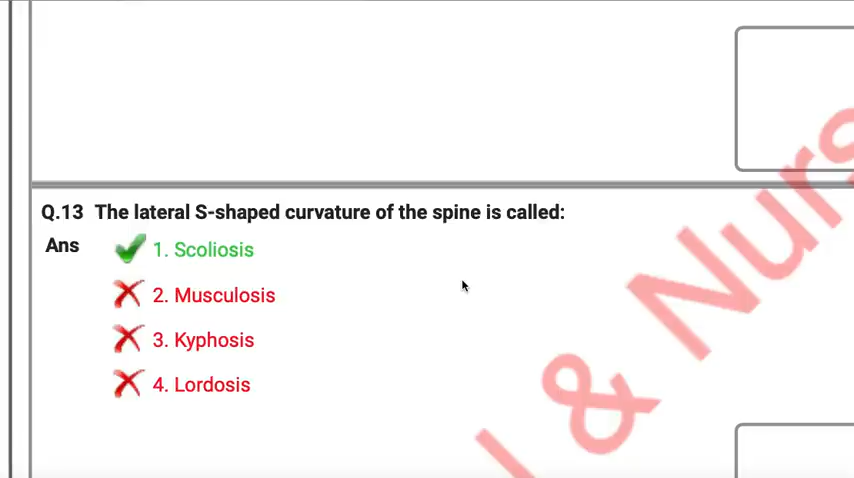 Q.13 The lateral S-shaped curvature of the spine is called:
Ans 1. Scoliosis
2. Musculosis
3. Kyphosis
4. Lordosis
& Nurs